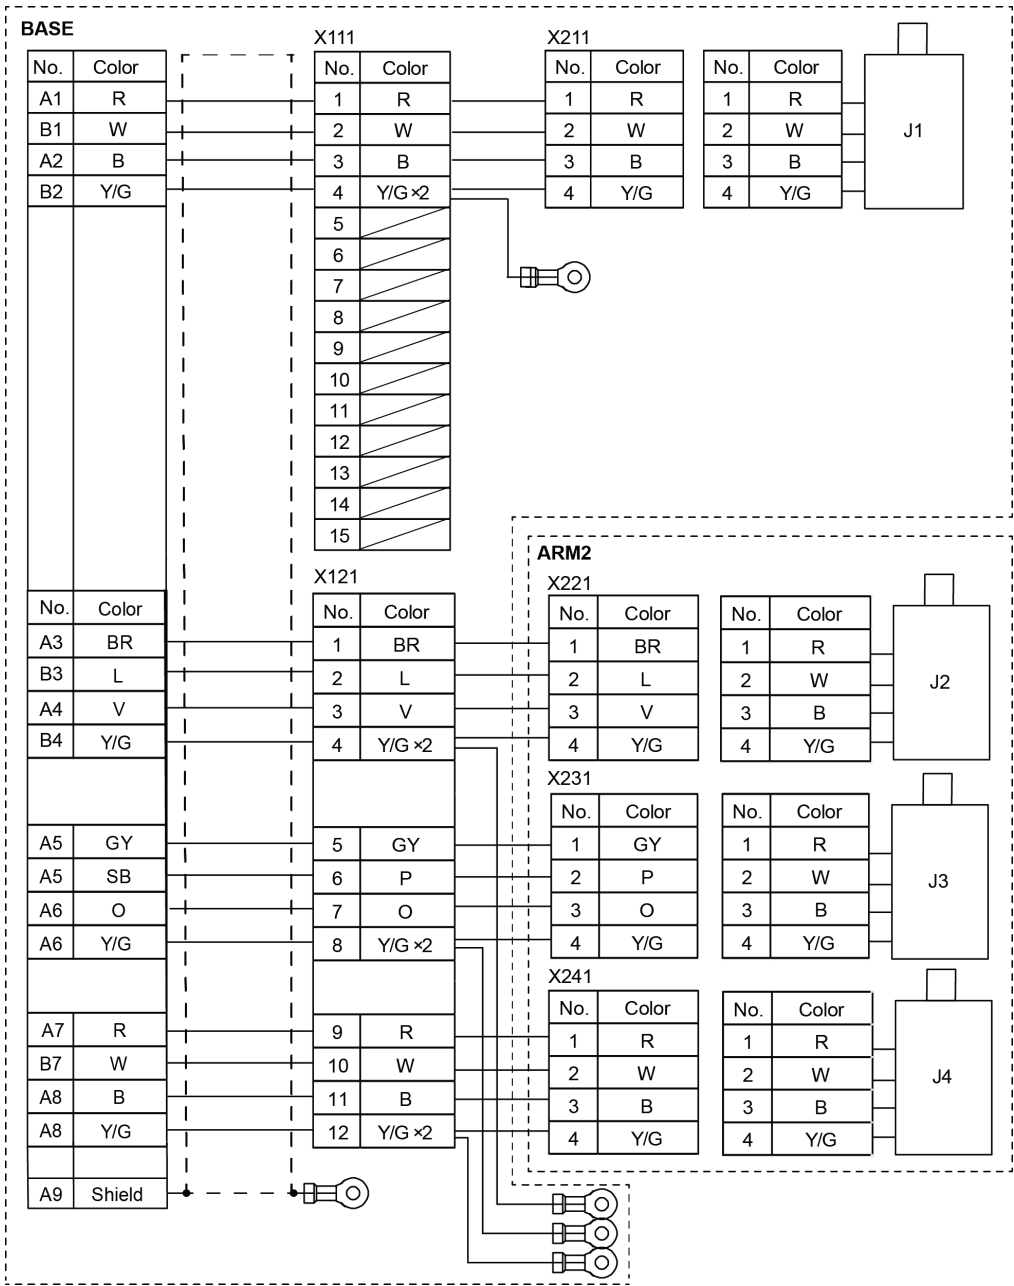 BASE
X111
X211
No. Color
No. Color
No. Color
No. Color
A1 R
1 R
1 R
1 R
B1 W
2 W
2 W
2 W
J1
A2 B
3 B
3 B
3 B
B2 Y/G
4 Y/G×2
4 Y/G
4 Y/G
5
6
7
8
9
10
11
12
13
14
15
ARM2
X121
X221
No. Color
No. Color
No. Color
No. Color
A3 BR
1 BR
1 BR
1 R
B3 L
2 L
2 L
2 W
J2
A4 V
3 V
3 V
3 B
B4 Y/G
4 Y/G×2
4 Y/G
4 Y/G
X231
No. Color
No. Color
A5 GY
5 GY
1 GY
1 R
A5 SB
6 P
2 P
2 W
J3
A6 O
7 O
3 O
3 B
A6 Y/G
8 Y/G×2
4 Y/G
4 Y/G
X241
No. Color
No. Color
A7 R
9 R
1 R
1 R
B7 W
10 W
2 W
2 W
J4
A8 B
11 B
3 B
3 B
A8 Y/G
12 Y/G×2
4 Y/G
4 Y/G
A9 Shield